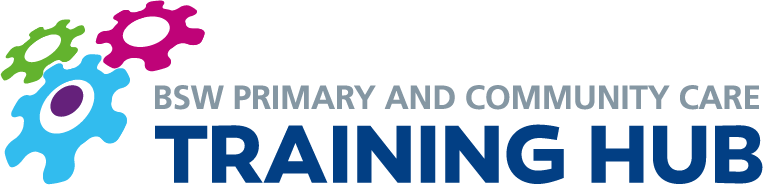 BSW PRIMARY AND COMMUNITY CARE
TRAINING HUB